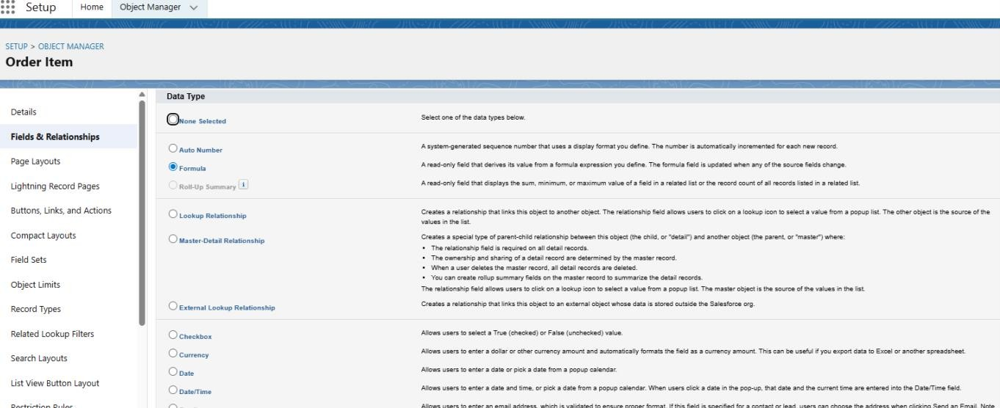 Setup
Home
Object Manager
SETUP > OBJECT MANAGER
Order Item
Details
Fields & Relationships
Page Layouts
Lightning Record Pages
Buttons, Links, and Actions
Compact Layouts
Field Sets
Object Limits
Record Types
Related Lookup Filters
Search Layouts
List View Button Layout
Restriction Rules
Data Type
None Selected
Select one of the data types below.
Auto Number
A system-generated sequence number that uses a display format you define. The number is automatically incremented for each new record.
Formula
A read-only field that derives its value from a formula expression you define. The formula field is updated when any of the source fields change.
Roll-Up Summary i
A read-only field that displays the sum, minimum, or maximum value of a field in a related list or the record count of all records listed in a related list.
Lookup Relationship
Creates a relationship that links this object to another object. The relationship field allows users to click on a lookup icon to select a value from a popup list. The other object is the source of the
values in the list.
Master-Detail Relationship
Creates a special type of parent-child relationship between this object (the child, or "detail") and another object (the parent, or "master") where:
• The relationship field is required on all detail records.
• The ownership and sharing of a detail record are determined by the master record.
• When a user deletes the master record, all detail records are deleted.
• You can create rollup summary fields on the master record to summarize the detail records.
The relationship field allows users to click on a lookup icon to select a value from a popup list. The master object is the source of the values in the list.
External Lookup Relationship
Creates a relationship that links this object to an external object whose data is stored outside the Salesforce org.
Checkbox
Allows users to select a True (checked) or False (unchecked) value.
Currency
Allows users to enter a dollar or other currency amount and automatically formats the field as a currency amount. This can be useful if you export data to Excel or another spreadsheet.
Date
Allows users to enter a date or pick a date from a popup calendar.
Date/Time
Allows users to enter a date and time, or pick a date from a popup calendar. When users click a date in the pop-up, that date and the current time are entered into the Date/Time field.
Allows users to enter an email address, which is validated to ensure proper format. If this field is specified for a contact or lead, users can choose the address when clicking Send an Email. Note